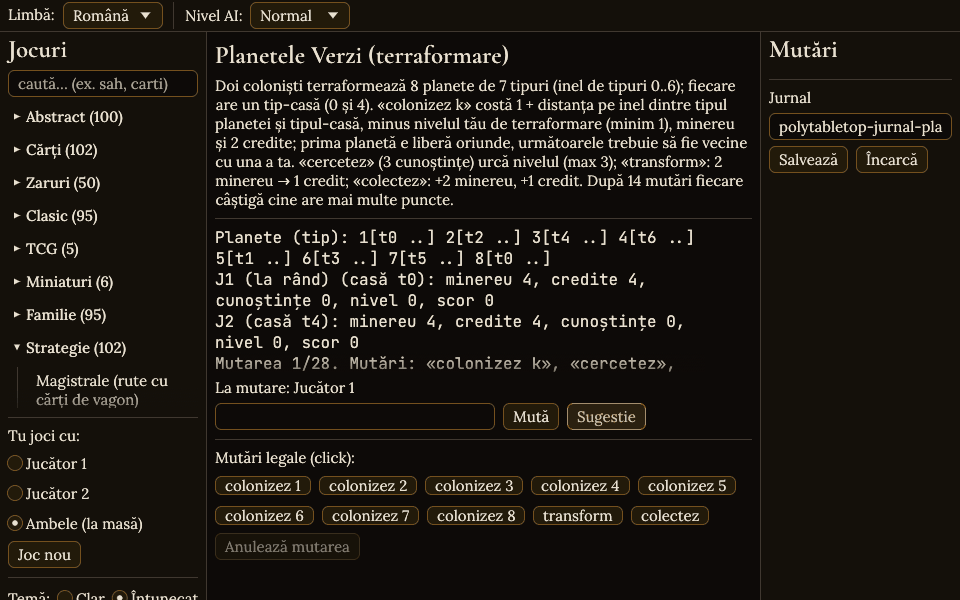 Limbă: Română ▼ Nivel AI: Normal ▼
Jocuri
caută... (ex. sah, carti)
▸ Abstract (100)
▸ Cărți (102)
▸ Zaruri (50)
▸ Clasic (95)
▸ TCG (5)
▸ Miniaturi (6)
▸ Familie (95)
▾ Strategie (102)
Magistrale (rute cu
cărți de vagon)
Tu joci cu:
Jucător 1
Jucător 2
Ambele (la masă)
Joc nou
Temă: Clar Întunecat
Planetele Verzi (terraformare)
Doi coloniști terraformează 8 planete de 7 tipuri (inel de tipuri 0..6); fiecare
are un tip-casă (0 și 4). «colonizez k» costă 1 + distanța pe inel dintre tipul
planetei și tipul-casă, minus nivelul tău de terraformare (minim 1), minereu
și 2 credite; prima planetă e liberă oriunde, următoarele trebuie să fie vecine
cu una a ta. «cercetez» (3 cunoștințe) urcă nivelul (max 3); «transform»: 2
minereu → 1 credit; «colectez»: +2 minereu, +1 credit. După 14 mutări fiecare
câștigă cine are mai multe puncte.
Planete (tip): 1[t0 ..] 2[t2 ..] 3[t4 ..] 4[t6 ..]
5[t1 ..] 6[t3 ..] 7[t5 ..] 8[t0 ..]
J1 (la rând) (casă t0): minereu 4, credite 4,
cunoștințe 0, nivel 0, scor 0
J2 (casă t4): minereu 4, credite 4, cunoștințe 0,
nivel 0, scor 0
Mutarea 1/28. Mutări: «colonizez k», «cercetez»,
La mutare: Jucător 1
Mută Sugestie
Mutări legale (click):
colonizez 1 colonizez 2 colonizez 3 colonizez 4 colonizez 5
colonizez 6 colonizez 7 colonizez 8 transform colectez
Anulează mutarea
Mutări
Jurnal
polytabletop-jurnal-pla
Salvează Încarcă